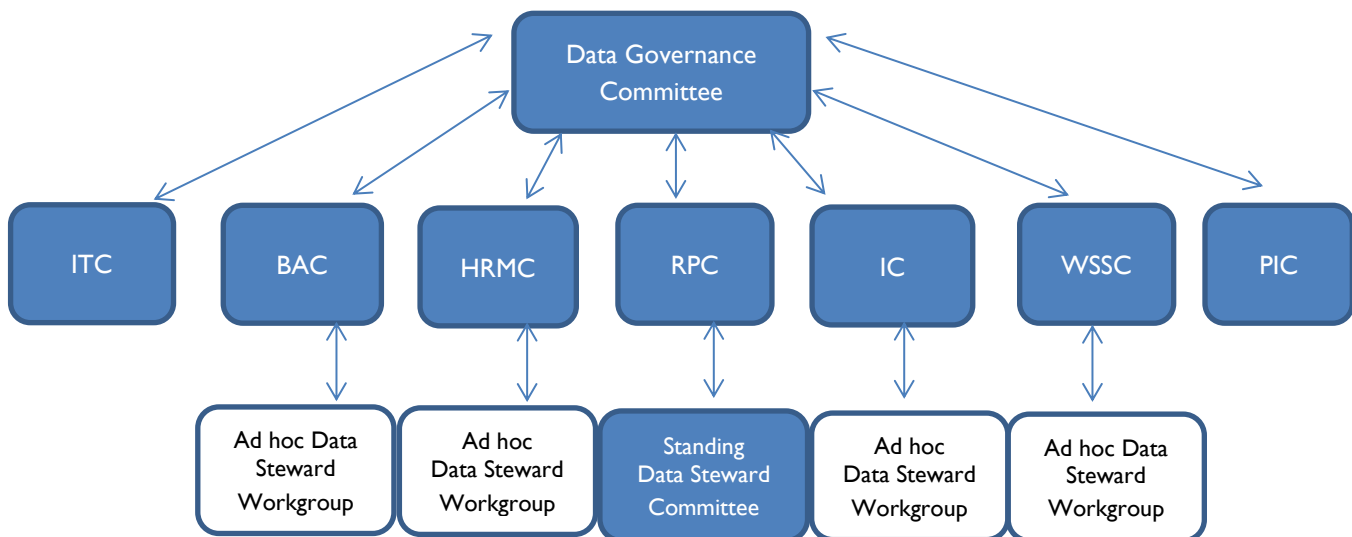 Data Governance
Committee
ITC
BAC
HRMC
RPC
IC
WSSC
PIC
Ad hoc Data
Steward
Workgroup
Ad hoc
Data Steward
Workgroup
Standing
Data Steward
Committee
Ad hoc
Data Steward
Workgroup
Ad hoc Data
Steward
Workgroup